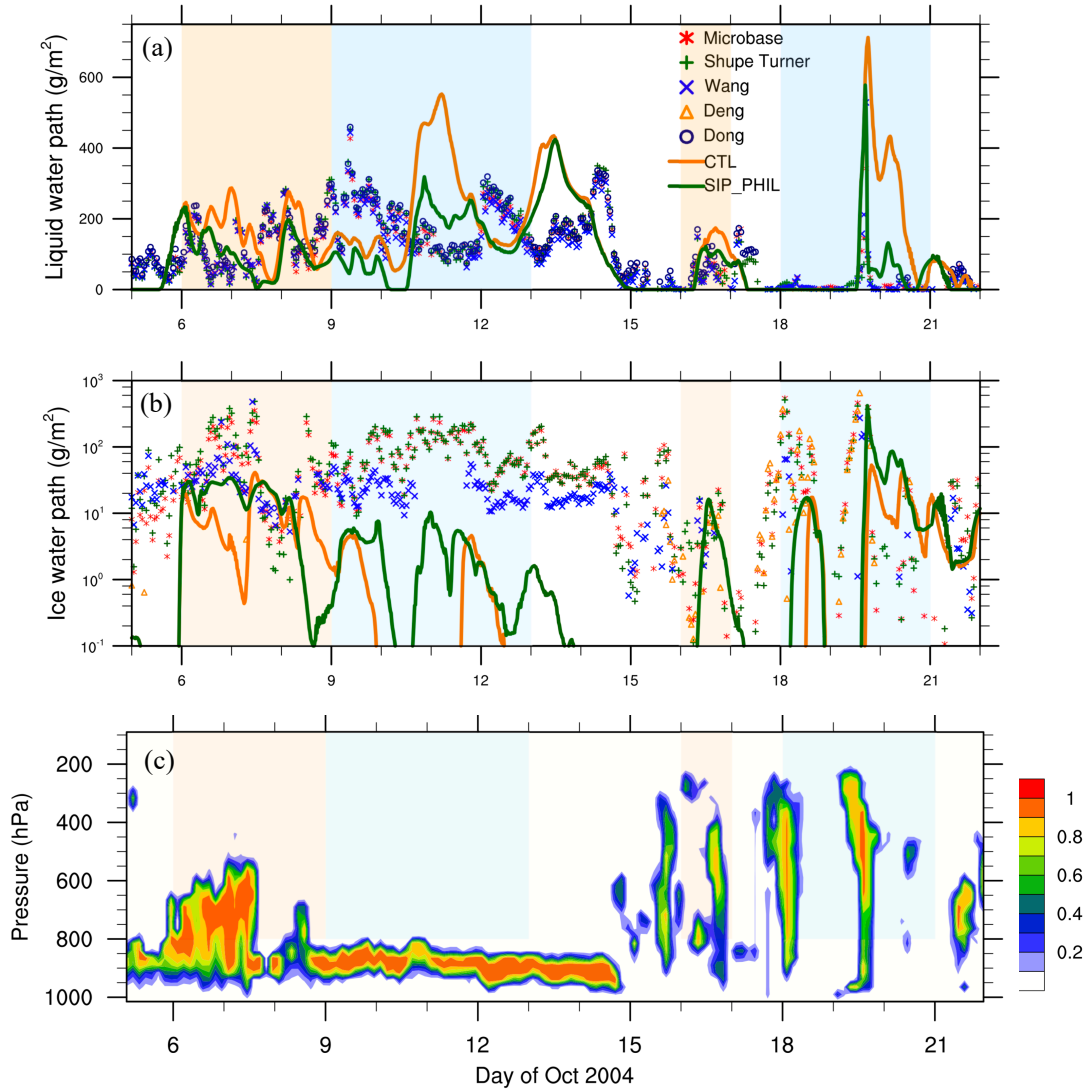 (a)
Liquid water path (g/m²)
600
400
200
0
Microbase
Shupe Turner
Wang
Deng
Dong
CTL
SIP_PHIL
6 9 12 15 18 21
(b)
Ice water path (g/m²)
10³
10²
10¹
10⁰
10⁻¹
6 9 12 15 18 21
(c)
Pressure (hPa)
200
400
600
800
1000
1
0.8
0.6
0.4
0.2
6 9 12 15 18 21
Day of Oct 2004